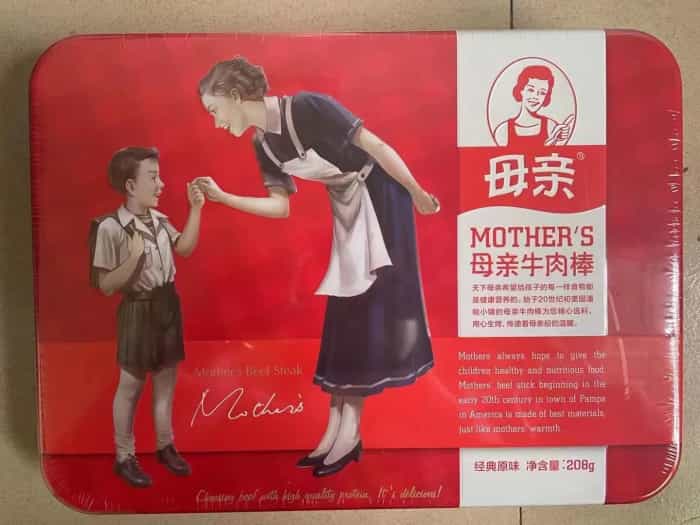 母亲®
MOTHER'S
母亲牛肉棒
天下母亲希望给孩子的每一样食物都
是健康营养的。始于20世纪初美国潘
帕小镇的母亲牛肉棒为您精心选料，
用心生烤，传递着母亲般的温暖。
Mothers always hope to give the
children healthy and nutritious food.
Mothers' beef stick beginning in the
early 20th century in town of Pampa
in America is made of best materials,
just like mothers' warmth.
Mother's Beef Steak
Mother's
经典原味 净含量:208g
Choosing beef with high quality protein, It's delicious!